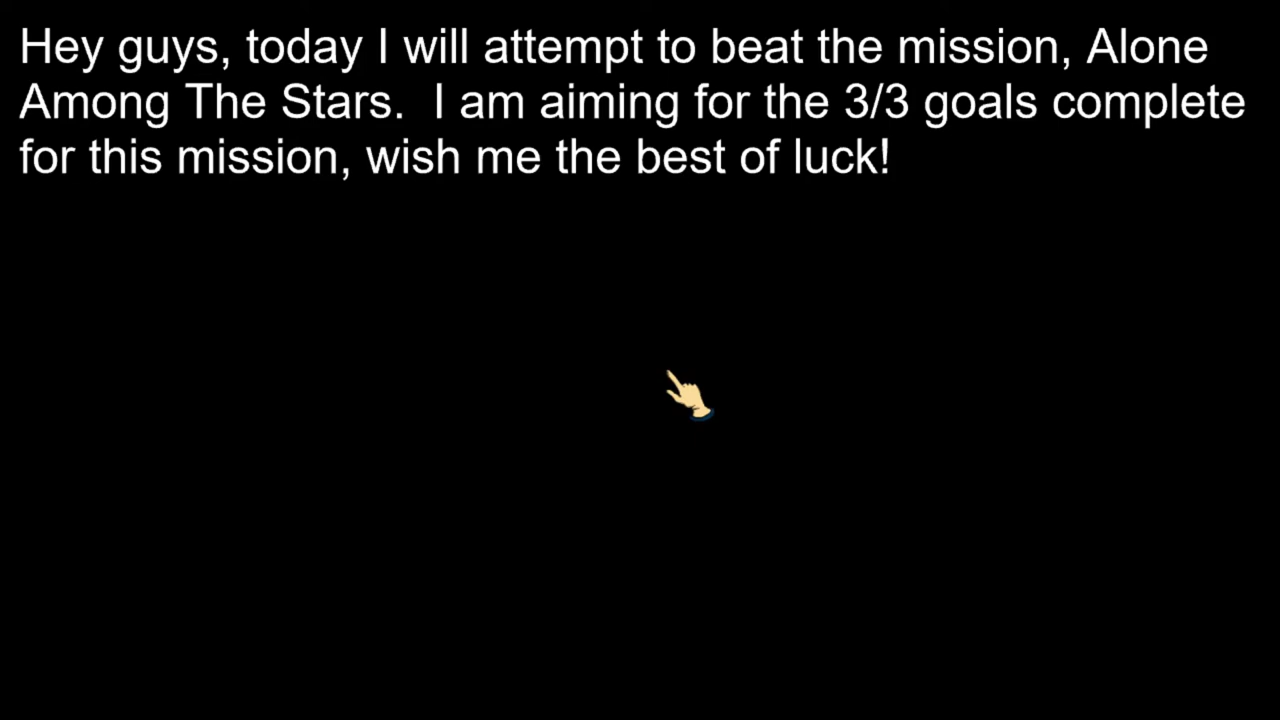 Hey guys, today I will attempt to beat the mission, Alone
Among The Stars.  I am aiming for the 3/3 goals complete
for this mission, wish me the best of luck!